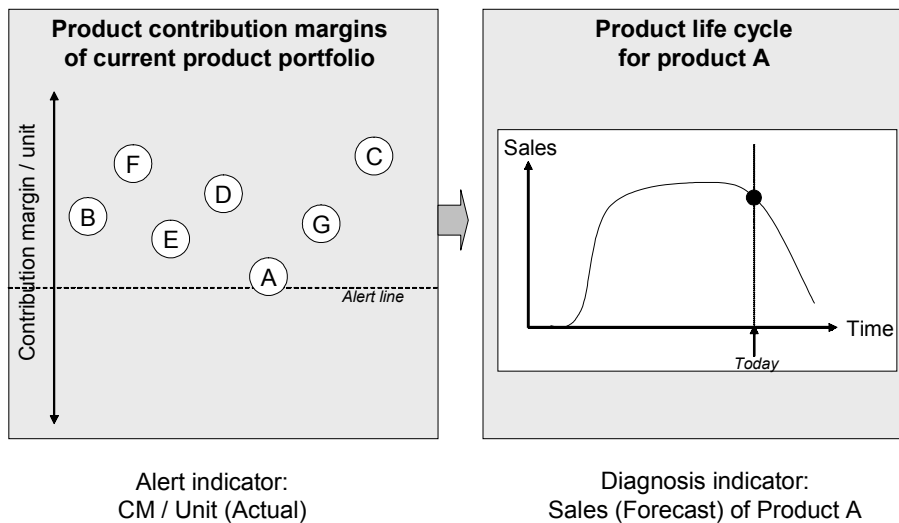 Product contribution margins
of current product portfolio
Contribution margin / unit
F
C
D
B
G
E
A
Alert line
Alert indicator:
CM / Unit (Actual)
Product life cycle
for product A
Sales
Time
Today
Diagnosis indicator:
Sales (Forecast) of Product A